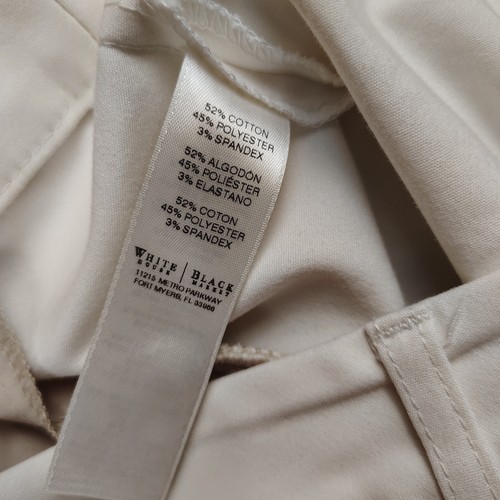 52% COTTON
45% POLYESTER
3% SPANDEX
52% ALGODÓN
45% POLIÉSTER
3% ELASTANO
52% COTON
45% POLYESTER
3% SPANDEX
WHITE | BLACK
HOUSE | MARKET
11215 METRO PARKWAY
FORT MYERS, FL 33966